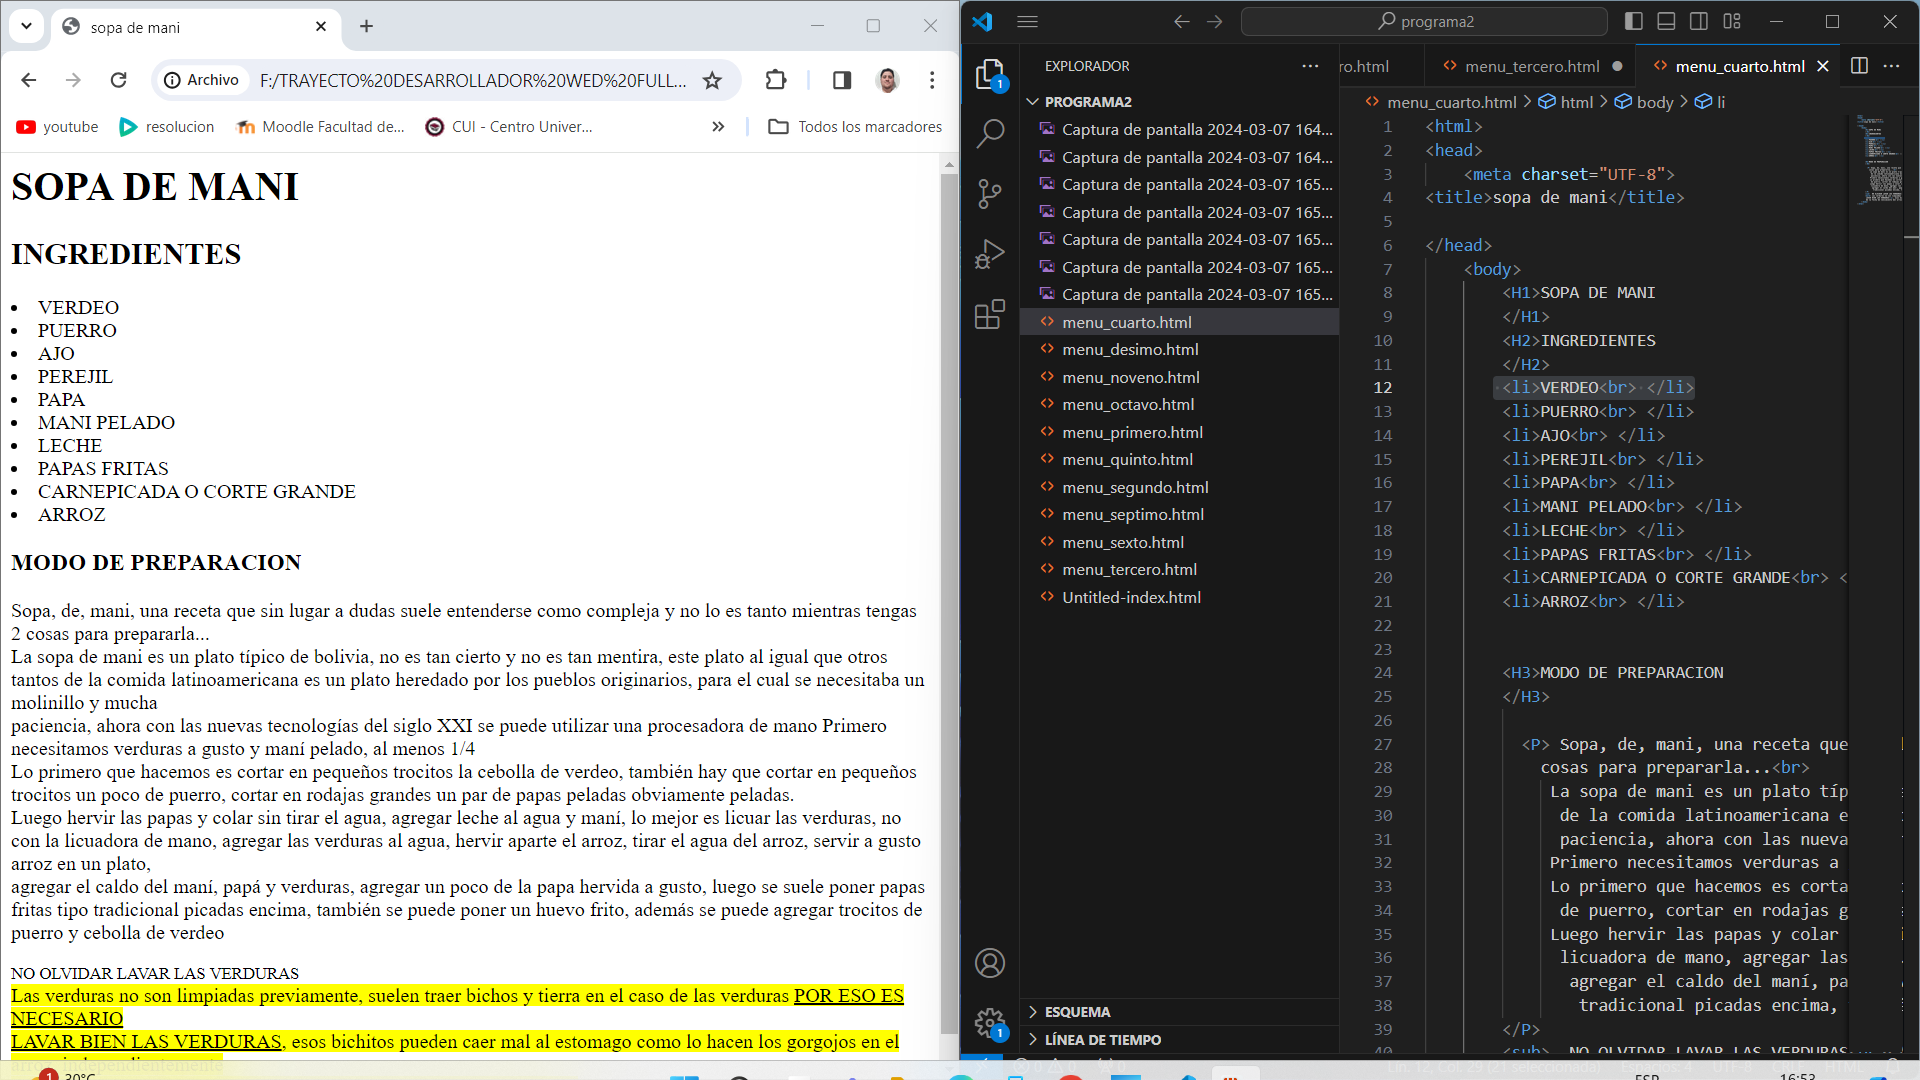 sopa de mani
Archivo
F:/TRAYECTO%20DESARROLLADOR%20WED%20FULL...
youtube
resolucion
Moodle Facultad de...
CUI - Centro Univer...
Todos los marcadores
SOPA DE MANI
INGREDIENTES
• VERDEO
• PUERRO
• AJO
• PEREJIL
• PAPA
• MANI PELADO
• LECHE
• PAPAS FRITAS
• CARNEPICADA O CORTE GRANDE
• ARROZ
MODO DE PREPARACION
Sopa, de, mani, una receta que sin lugar a dudas suele entenderse como compleja y no lo es tanto mientras tengas
2 cosas para prepararla...
La sopa de mani es un plato típico de bolivia, no es tan cierto y no es tan mentira, este plato al igual que otros
tantos de la comida latinoamericana es un plato heredado por los pueblos originarios, para el cual se necesitaba un
molinillo y mucha
paciencia, ahora con las nuevas tecnologías del siglo XXI se puede utilizar una procesadora de mano Primero
necesitamos verduras a gusto y maní pelado, al menos 1/4
Lo primero que hacemos es cortar en pequeños trocitos la cebolla de verdeo, también hay que cortar en pequeños
trocitos un poco de puerro, cortar en rodajas grandes un par de papas peladas obviamente peladas.
Luego hervir las papas y colar sin tirar el agua, agregar leche al agua y maní, lo mejor es licuar las verduras, no
con la licuadora de mano, agregar las verduras al agua, hervir aparte el arroz, tirar el agua del arroz, servir a gusto
arroz en un plato,
agregar el caldo del maní, papá y verduras, agregar un poco de la papa hervida a gusto, luego se suele poner papas
fritas tipo tradicional picadas encima, también se puede poner un huevo frito, además se puede agregar trocitos de
puerro y cebolla de verdeo
NO OLVIDAR LAVAR LAS VERDURAS
Las verduras no son limpiadas previamente, suelen traer bichos y tierra en el caso de las verduras POR ESO ES
NECESARIO
LAVAR BIEN LAS VERDURAS, esos bichitos pueden caer mal al estomago como lo hacen los gorgojos en el
1 30°C
programa2
1
1
EXPLORADOR
PROGRAMA2
Captura de pantalla 2024-03-07 164...
Captura de pantalla 2024-03-07 164...
Captura de pantalla 2024-03-07 165...
Captura de pantalla 2024-03-07 165...
Captura de pantalla 2024-03-07 165...
Captura de pantalla 2024-03-07 165...
Captura de pantalla 2024-03-07 165...
menu_cuarto.html
menu_desimo.html
menu_noveno.html
menu_octavo.html
menu_primero.html
menu_quinto.html
menu_segundo.html
menu_septimo.html
menu_sexto.html
menu_tercero.html
Untitled-index.html
ESQUEMA
LÍNEA DE TIEMPO
ro.html
menu_tercero.html
menu_cuarto.html
menu_cuarto.html > html > body > li
1 <html>
2 <head>
3 <meta charset="UTF-8">
4 <title>sopa de mani</title>
5
6 </head>
7 <body>
8 <H1>SOPA DE MANI
9 </H1>
10 <H2>INGREDIENTES
11 </H2>
12 <li>VERDEO<br> </li>
13 <li>PUERRO<br> </li>
14 <li>AJO<br> </li>
15 <li>PEREJIL<br> </li>
16 <li>PAPA<br> </li>
17 <li>MANI PELADO<br> </li>
18 <li>LECHE<br> </li>
19 <li>PAPAS FRITAS<br> </li>
20 <li>CARNEPICADA O CORTE GRANDE<br> <
21 <li>ARROZ<br> </li>
22
23
24 <H3>MODO DE PREPARACION
25 </H3>
26
27 <P> Sopa, de, mani, una receta que
28 cosas para prepararla...<br>
29 La sopa de mani es un plato típ
30 de la comida latinoamericana e
31 paciencia, ahora con las nueva
32 Primero necesitamos verduras a
33 Lo primero que hacemos es corta
34 de puerro, cortar en rodajas g
35 Luego hervir las papas y colar
36 licuadora de mano, agregar las
37 agregar el caldo del maní, pa
38 tradicional picadas encima,
39 </P>
40 <sub> NO OLVIDAR LAVAR LAS VERDURAS
Lín. 12, Col. 29 (21 seleccionada) Espacios: 4 UTF-8 HTML
ESP
16:53